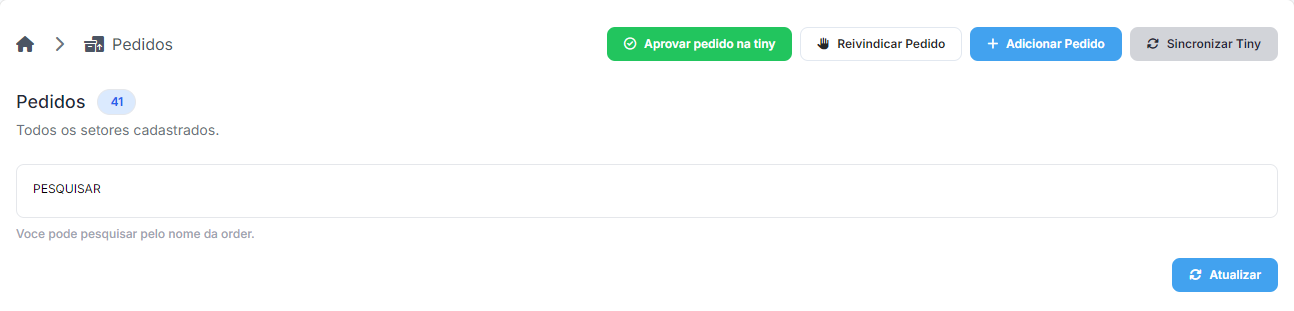 Pedidos
Aprovar pedido na tiny
Reivindicar Pedido
Adicionar Pedido
Sincronizar Tiny
Pedidos 41
Todos os setores cadastrados.
PESQUISAR
Voce pode pesquisar pelo nome da order.
Atualizar